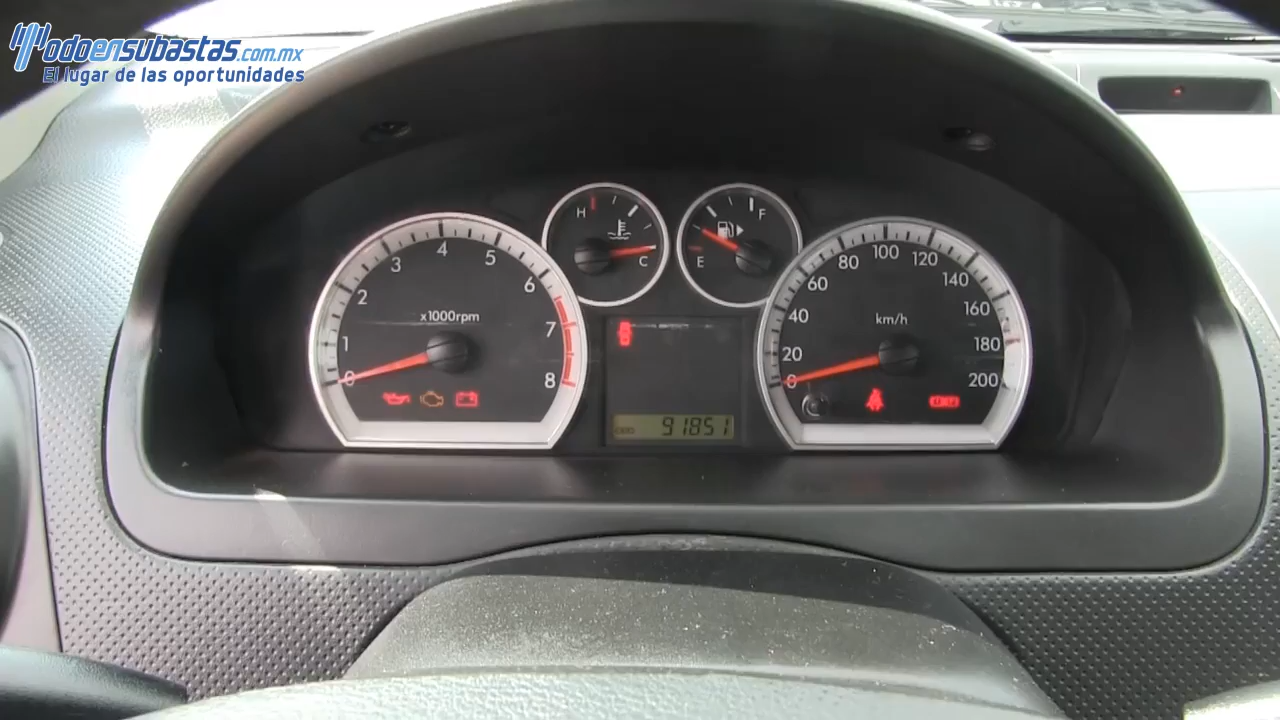 Todoensubastas.com.mx
El lugar de las oportunidades
H
C
F
E
0 1 2 3 4 5 6 7 8
x1000rpm
0 20 40 60 80 100 120 140 160 180 200
km/h
91851